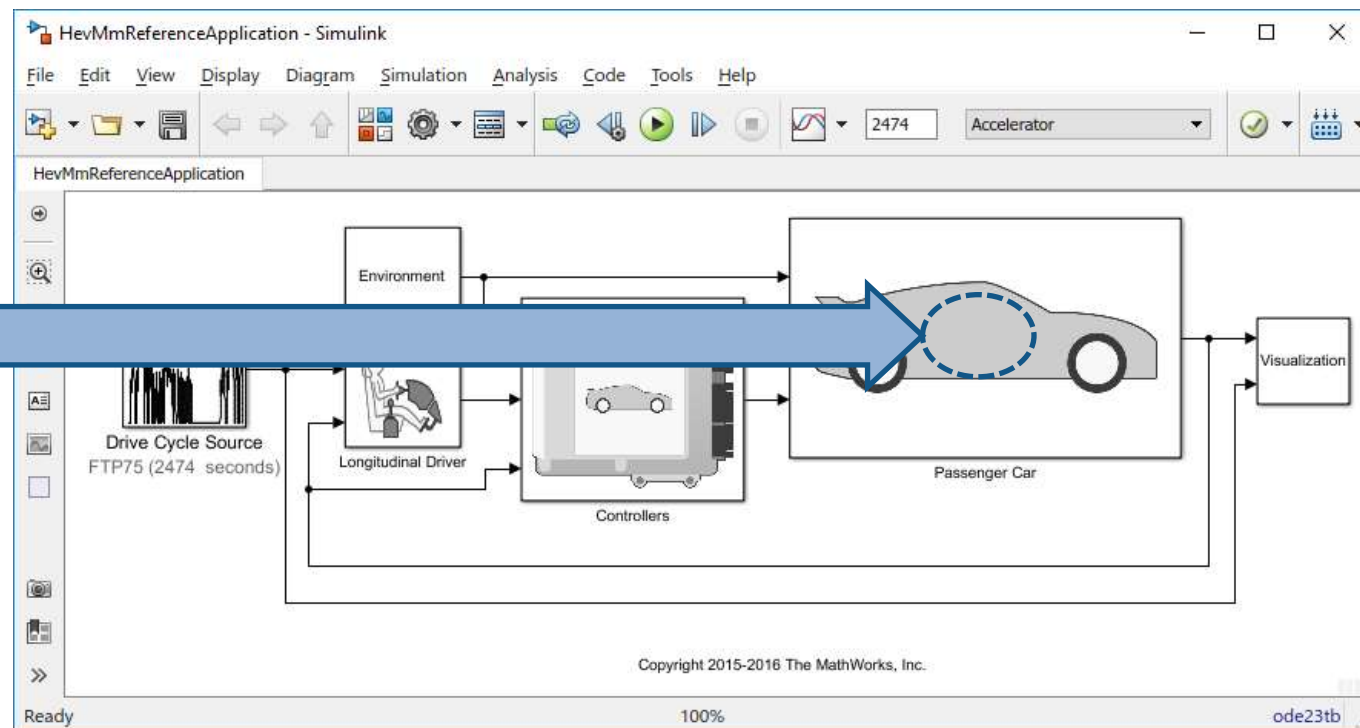 HevMmReferenceApplication - Simulink
File Edit View Display Diagram Simulation Analysis Code Tools Help
2474 Accelerator
HevMmReferenceApplication
Environment
Visualization
Drive Cycle Source
FTP75 (2474 seconds)
Longitudinal Driver
Passenger Car
Controllers
Copyright 2015-2016 The MathWorks, Inc.
Ready 100% ode23tb